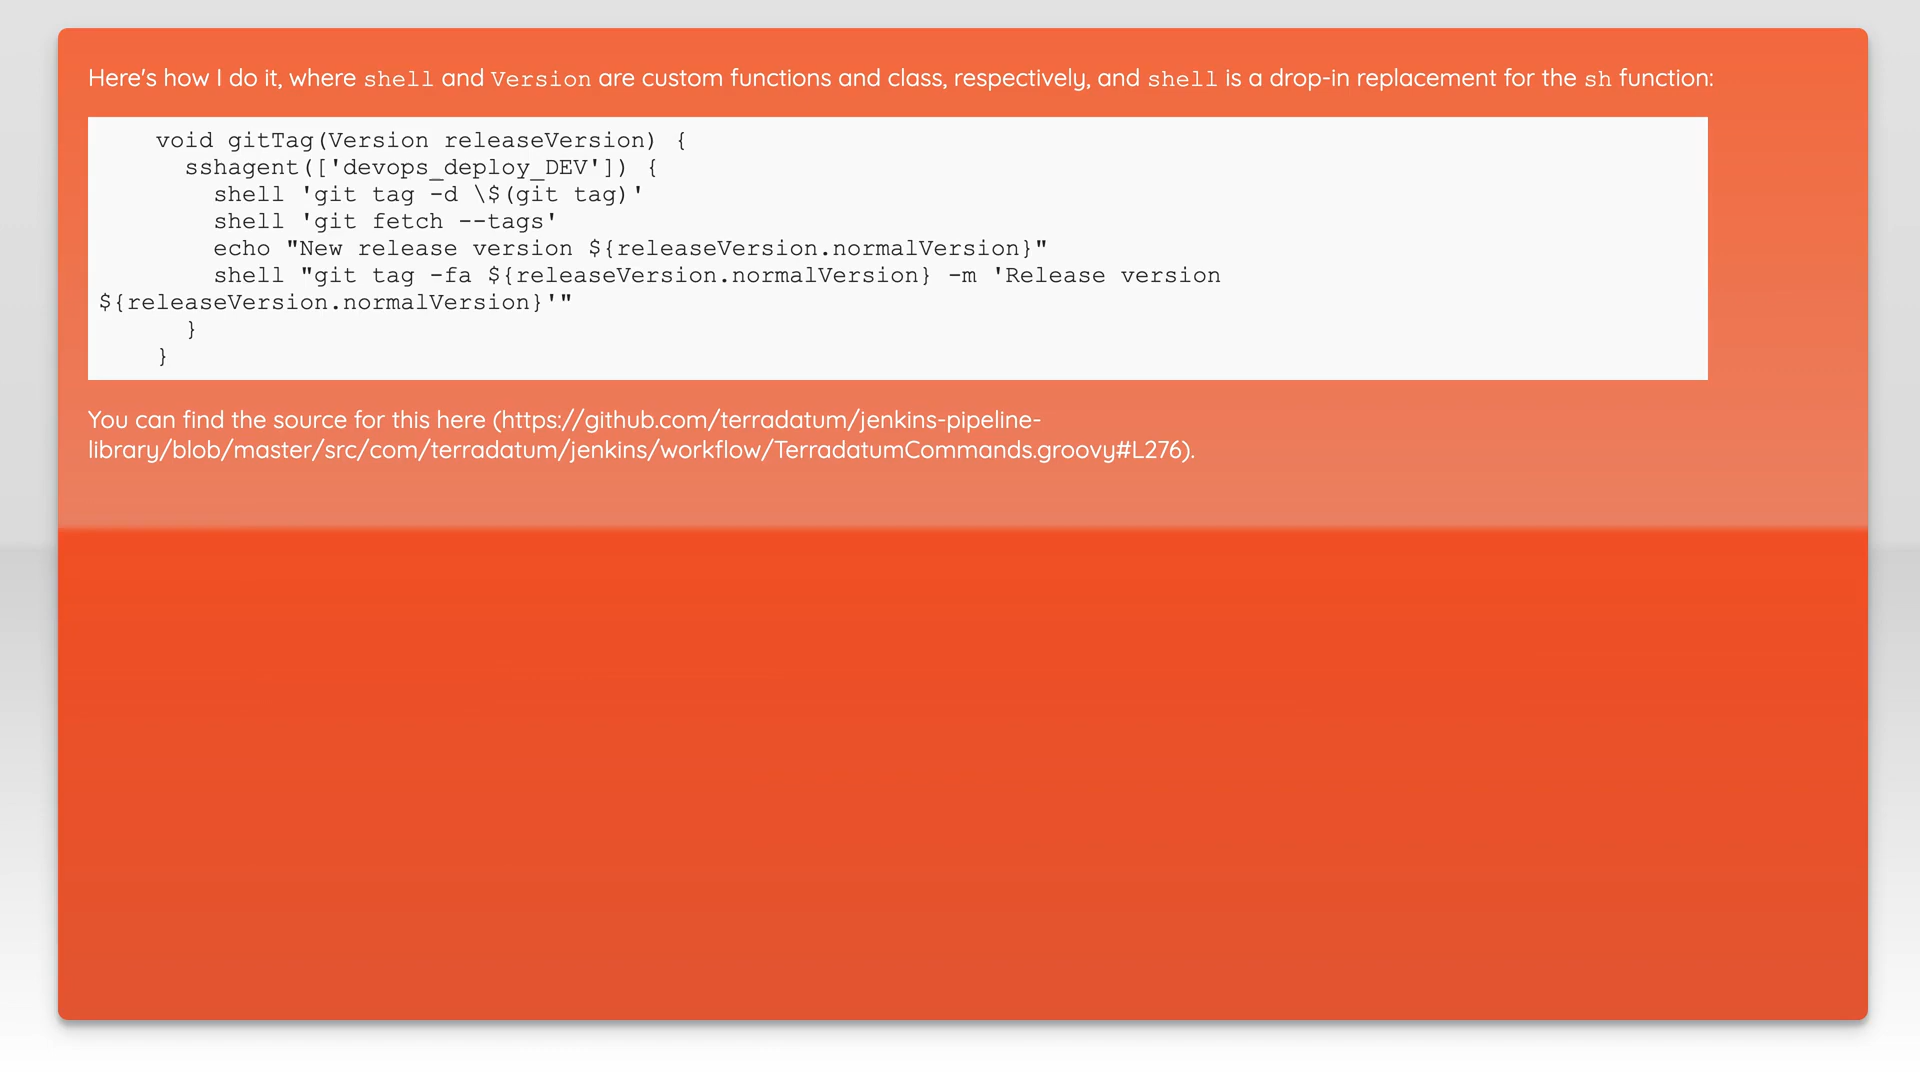 Here's how I do it, where shell and Version are custom functions and class, respectively, and shell is a drop-in replacement for the sh function:
void gitTag(Version releaseVersion) {
sshagent(['devops_deploy_DEV']) {
shell 'git tag -d \$(git tag)'
shell 'git fetch --tags'
echo "New release version ${releaseVersion.normalVersion}"
shell "git tag -fa ${releaseVersion.normalVersion} -m 'Release version
${releaseVersion.normalVersion}'"
}
}
You can find the source for this here (https://github.com/terradatum/jenkins-pipeline-
library/blob/master/src/com/terradatum/jenkins/workflow/TerradatumCommands.groovy#L276).